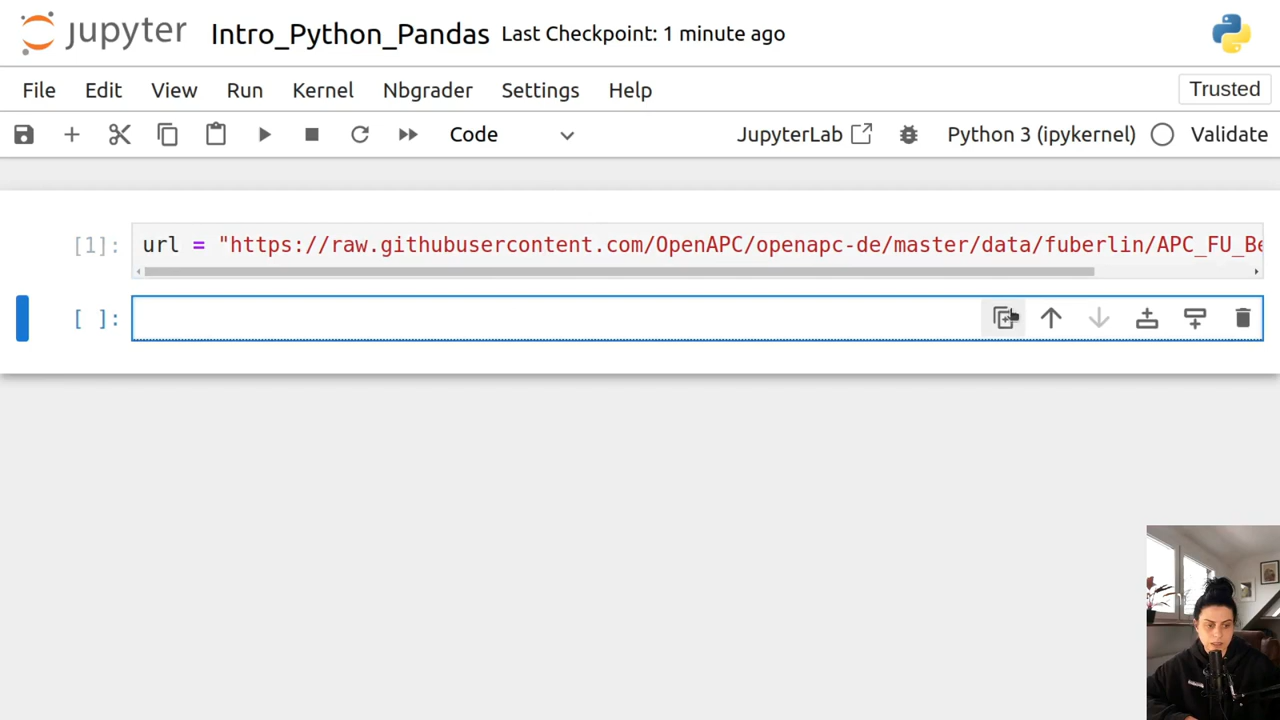 jupyter Intro_Python_Pandas Last Checkpoint: 1 minute ago
File Edit View Run Kernel Nbgrader Settings Help Trusted
Code JupyterLab Python 3 (ipykernel) Validate
[1]: url = "https://raw.githubusercontent.com/OpenAPC/openapc-de/master/data/fuberlin/APC_FU_Be
[ ]: